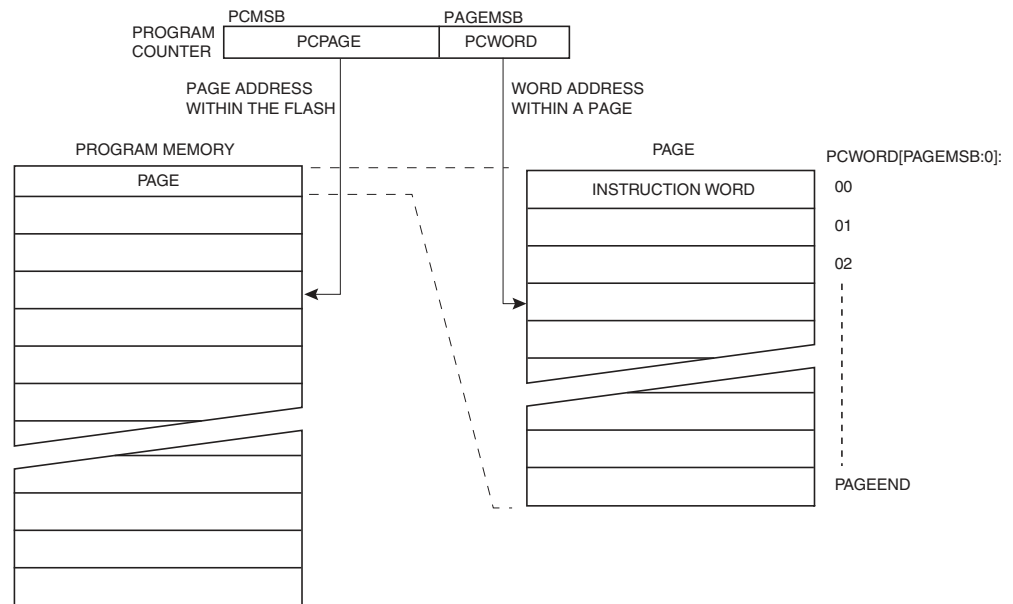 PCMSB
PAGEMSB
PROGRAM
COUNTER
PCPAGE
PCWORD
PAGE ADDRESS
WITHIN THE FLASH
WORD ADDRESS
WITHIN A PAGE
PROGRAM MEMORY
PAGE
PAGE
PCWORD[PAGEMSB:0]:
INSTRUCTION WORD
00
01
02
PAGEEND